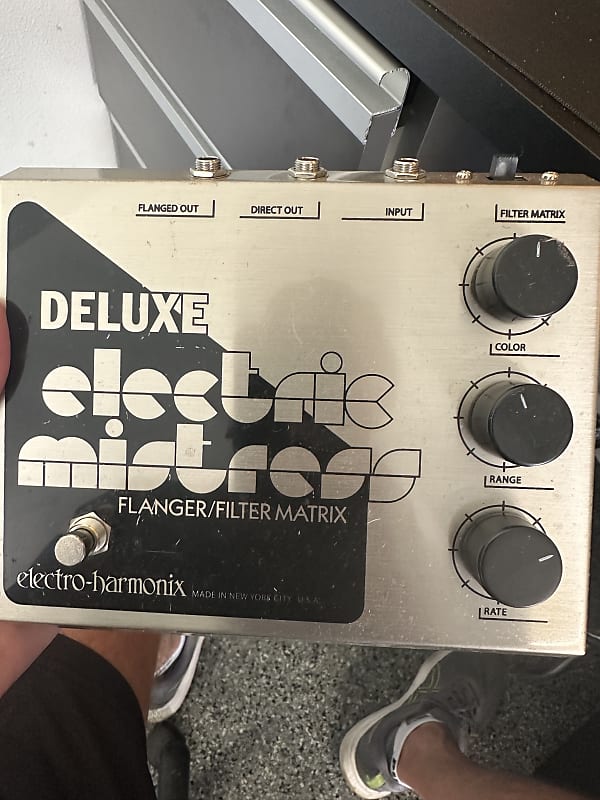 FLANGED OUT
DIRECT OUT
INPUT
FILTER MATRIX
DELUXE
COLOR
electric
mistress
RANGE
FLANGER/FILTER MATRIX
electro-harmonix MADE IN NEW YORK CITY U.S.A.
RATE